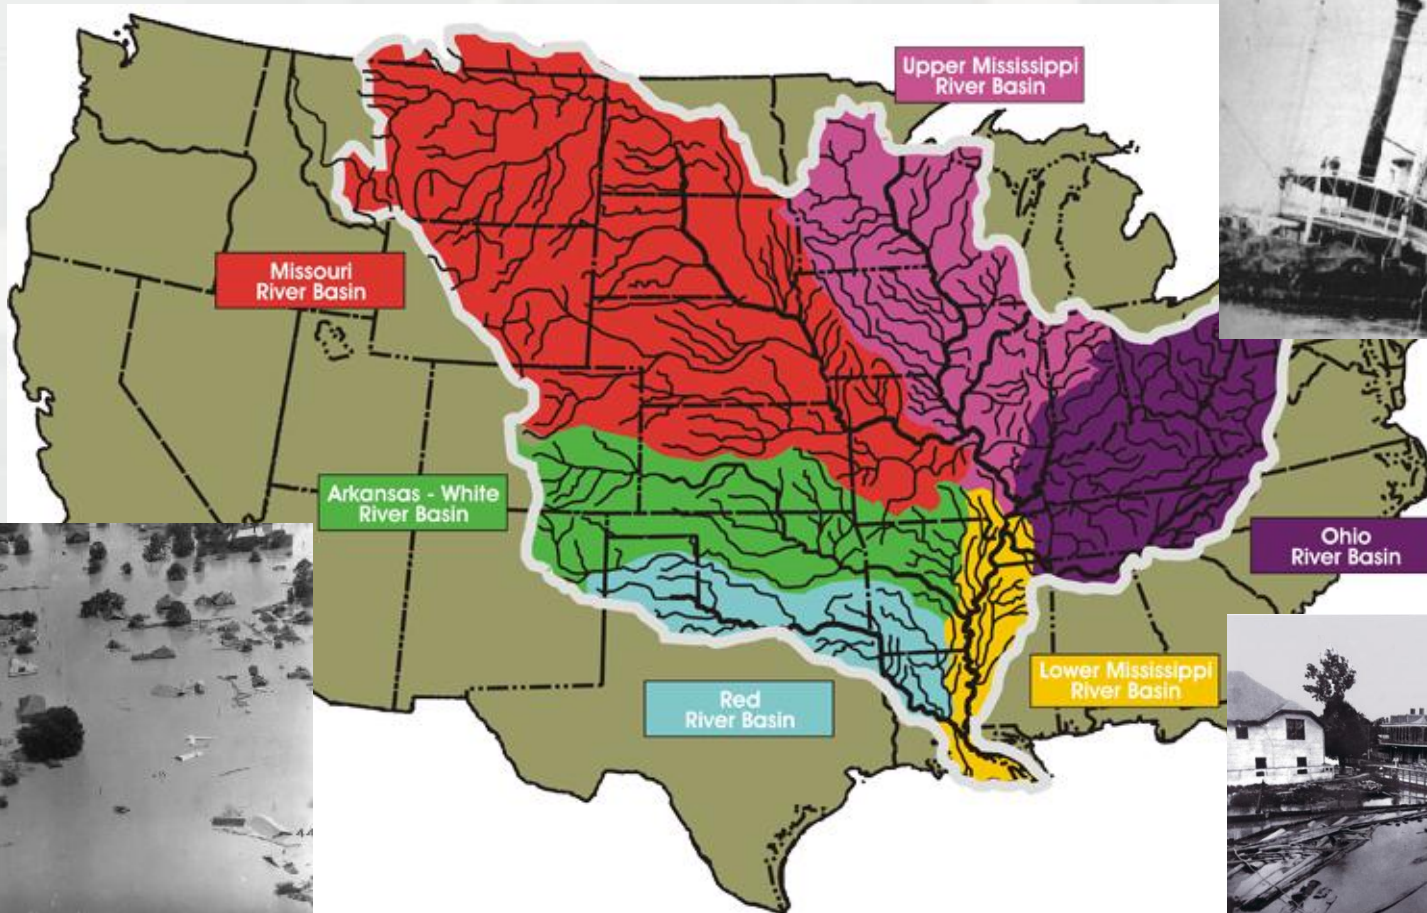 Upper Mississippi
River Basin
Missouri
River Basin
Arkansas - White
River Basin
Ohio
River Basin
Lower Mississippi
River Basin
Red
River Basin
44